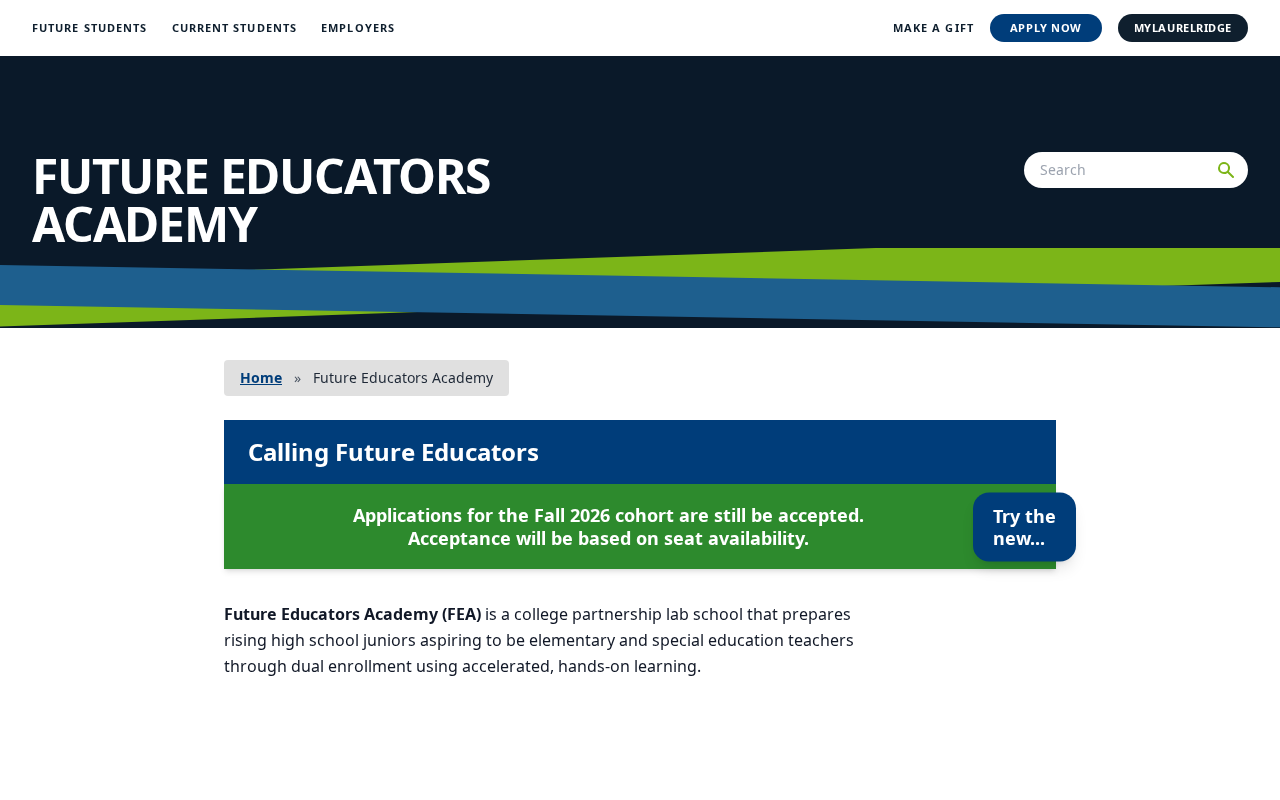 FUTURE STUDENTS CURRENT STUDENTS EMPLOYERS MAKE A GIFT APPLY NOW MYLAURELRIDGE
FUTURE EDUCATORS
ACADEMY
Search
Home » Future Educators Academy
Calling Future Educators
Applications for the Fall 2026 cohort are still be accepted.
Acceptance will be based on seat availability.
Try the
new...
Future Educators Academy (FEA) is a college partnership lab school that prepares
rising high school juniors aspiring to be elementary and special education teachers
through dual enrollment using accelerated, hands-on learning.